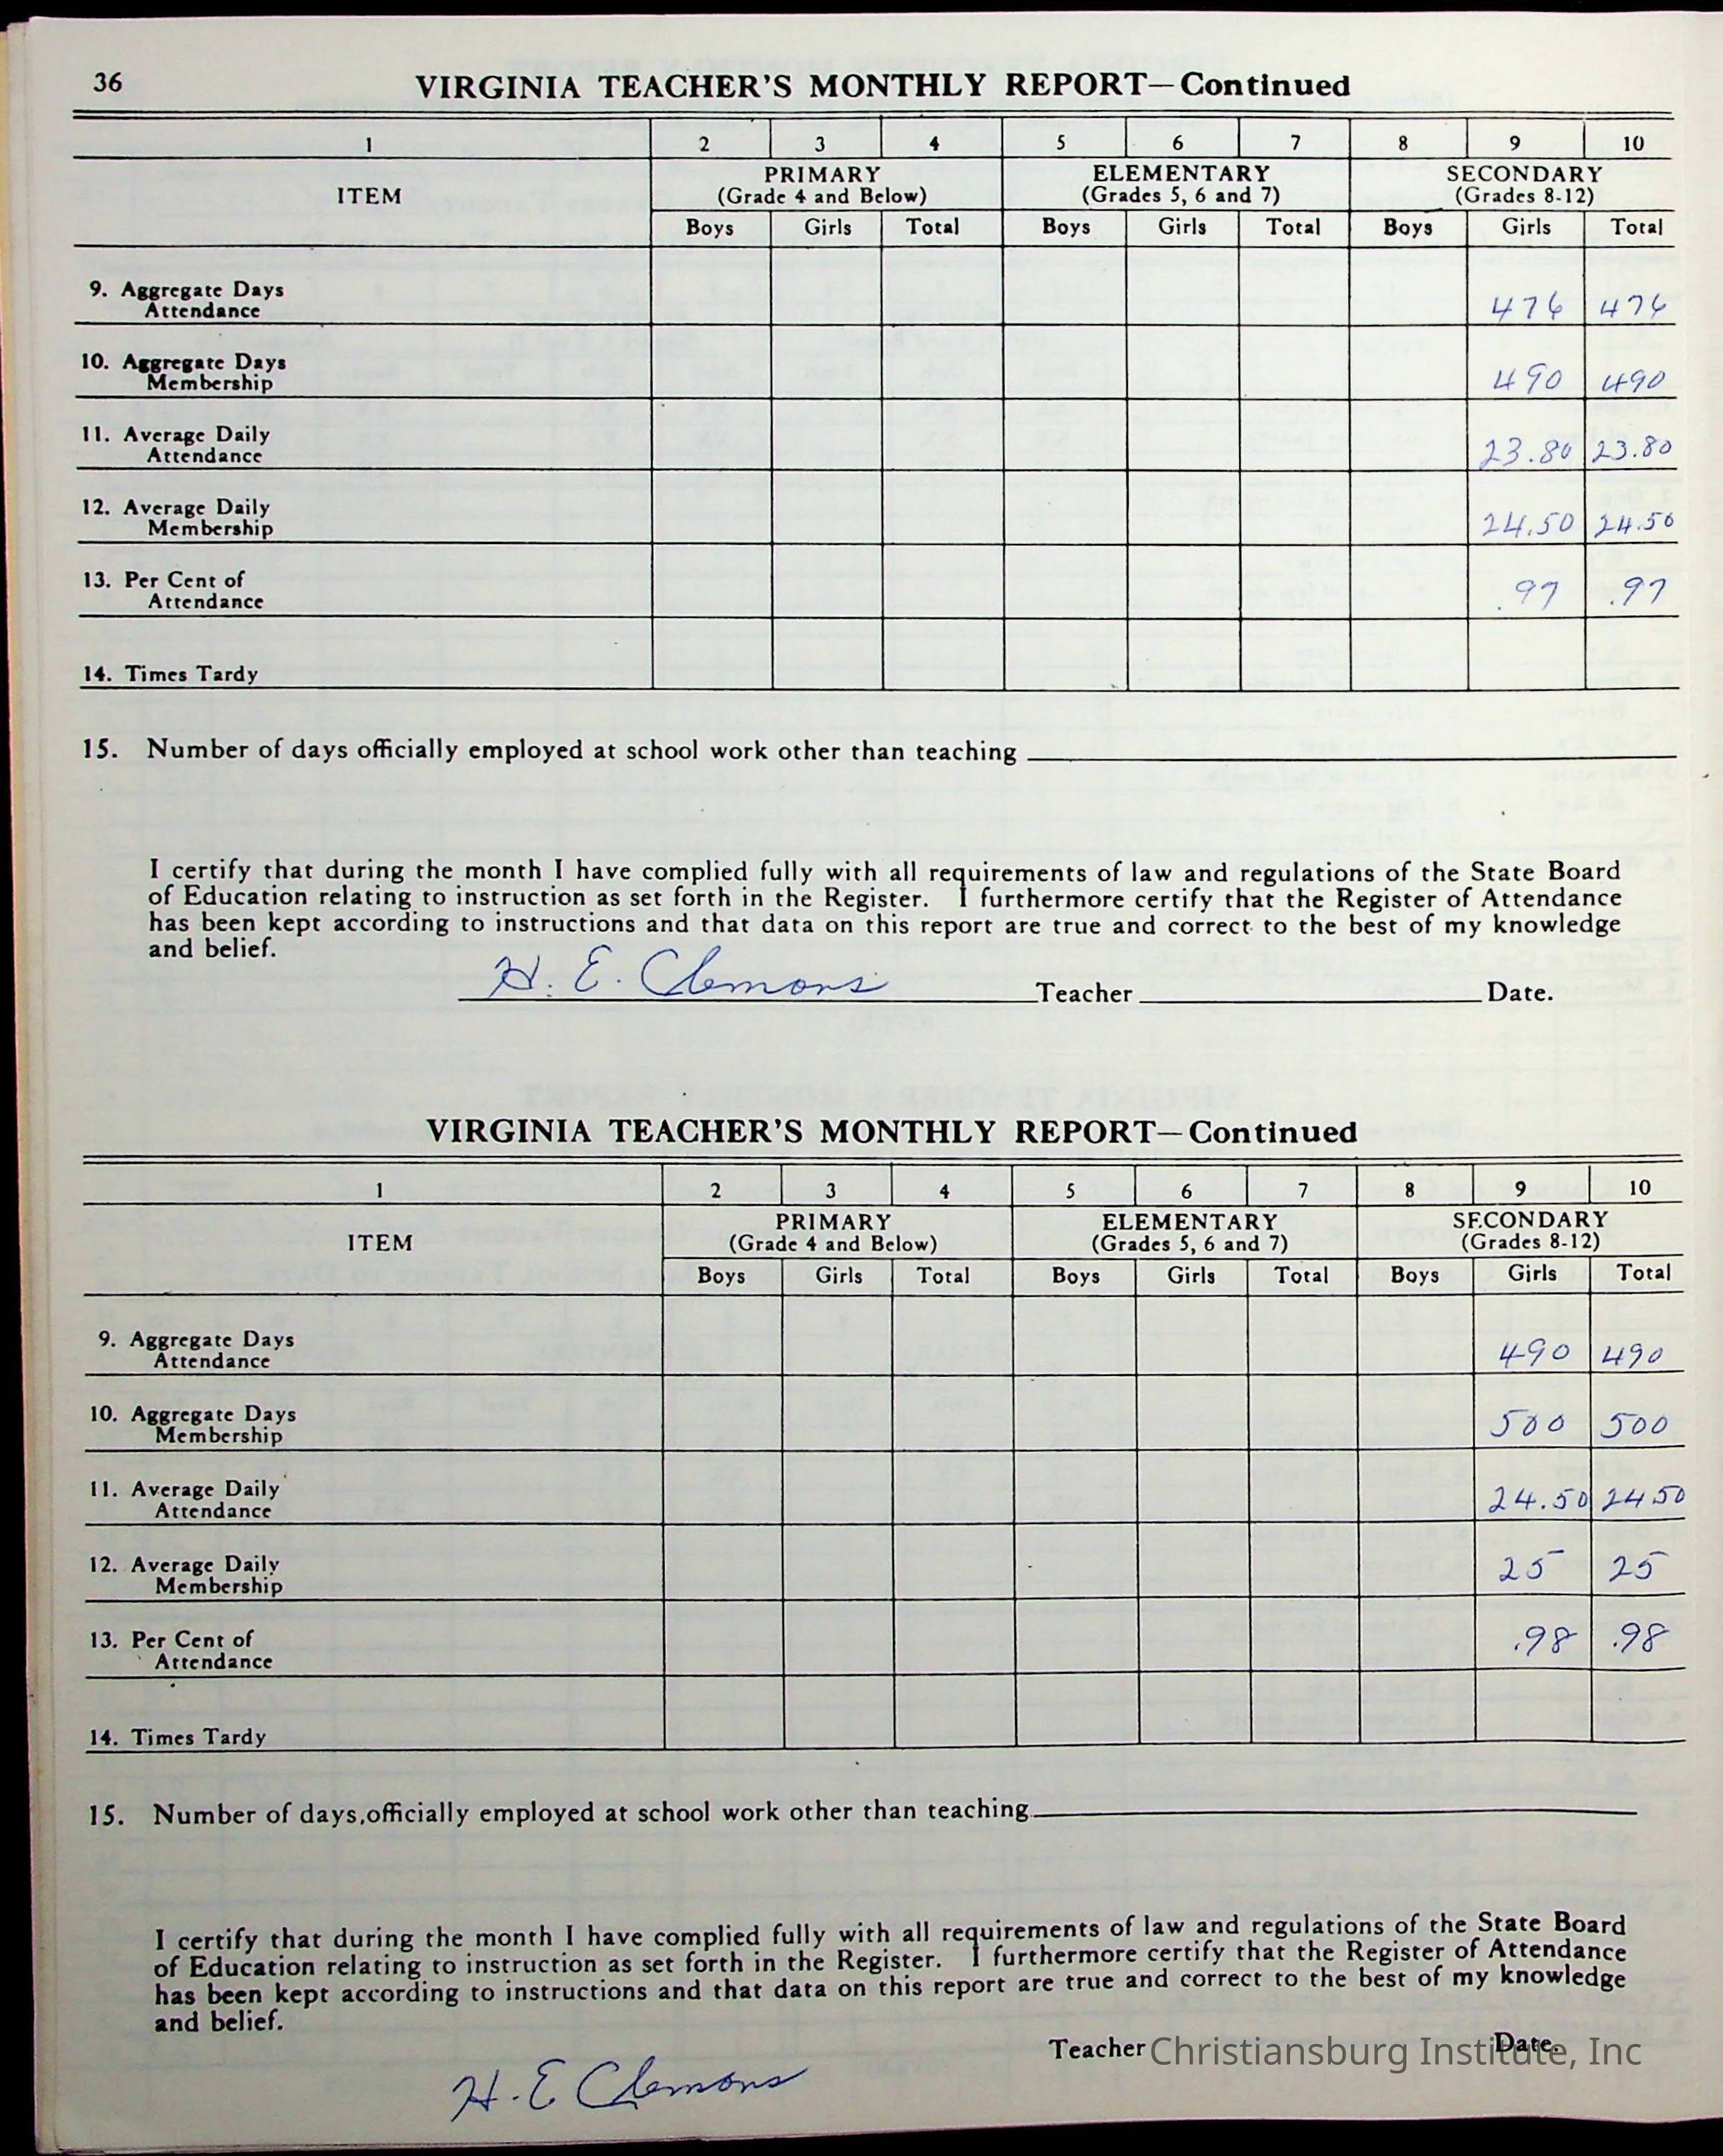 36
VIRGINIA TEACHER'S MONTHLY REPORT—Continued
1 2 3 4 5 6 7 8 9 10
ITEM PRIMARY (Grade 4 and Below) ELEMENTARY (Grades 5, 6 and 7) SECONDARY (Grades 8-12)
Boys Girls Total Boys Girls Total Boys Girls Total
9. Aggregate Days
Attendance 476 476
10. Aggregate Days
Membership 490 490
11. Average Daily
Attendance 23.80 23.80
12. Average Daily
Membership 24.50 24.50
13. Per Cent of
Attendance .97 .97
14. Times Tardy
15. Number of days officially employed at school work other than teaching
I certify that during the month I have complied fully with all requirements of law and regulations of the State Board
of Education relating to instruction as set forth in the Register. I furthermore certify that the Register of Attendance
has been kept according to instructions and that data on this report are true and correct to the best of my knowledge
and belief.
H. E. Clemons Teacher Date.
VIRGINIA TEACHER'S MONTHLY REPORT—Continued
1 2 3 4 5 6 7 8 9 10
ITEM PRIMARY (Grade 4 and Below) ELEMENTARY (Grades 5, 6 and 7) SECONDARY (Grades 8-12)
Boys Girls Total Boys Girls Total Boys Girls Total
9. Aggregate Days
Attendance 490 490
10. Aggregate Days
Membership 500 500
11. Average Daily
Attendance 24.50 24.50
12. Average Daily
Membership 25 25
13. Per Cent of
Attendance .98 .98
14. Times Tardy
15. Number of days officially employed at school work other than teaching
I certify that during the month I have complied fully with all requirements of law and regulations of the State Board
of Education relating to instruction as set forth in the Register. I furthermore certify that the Register of Attendance
has been kept according to instructions and that data on this report are true and correct to the best of my knowledge
and belief.
Teacher Date.
Christiansburg Institute, Inc
H. E Clemons